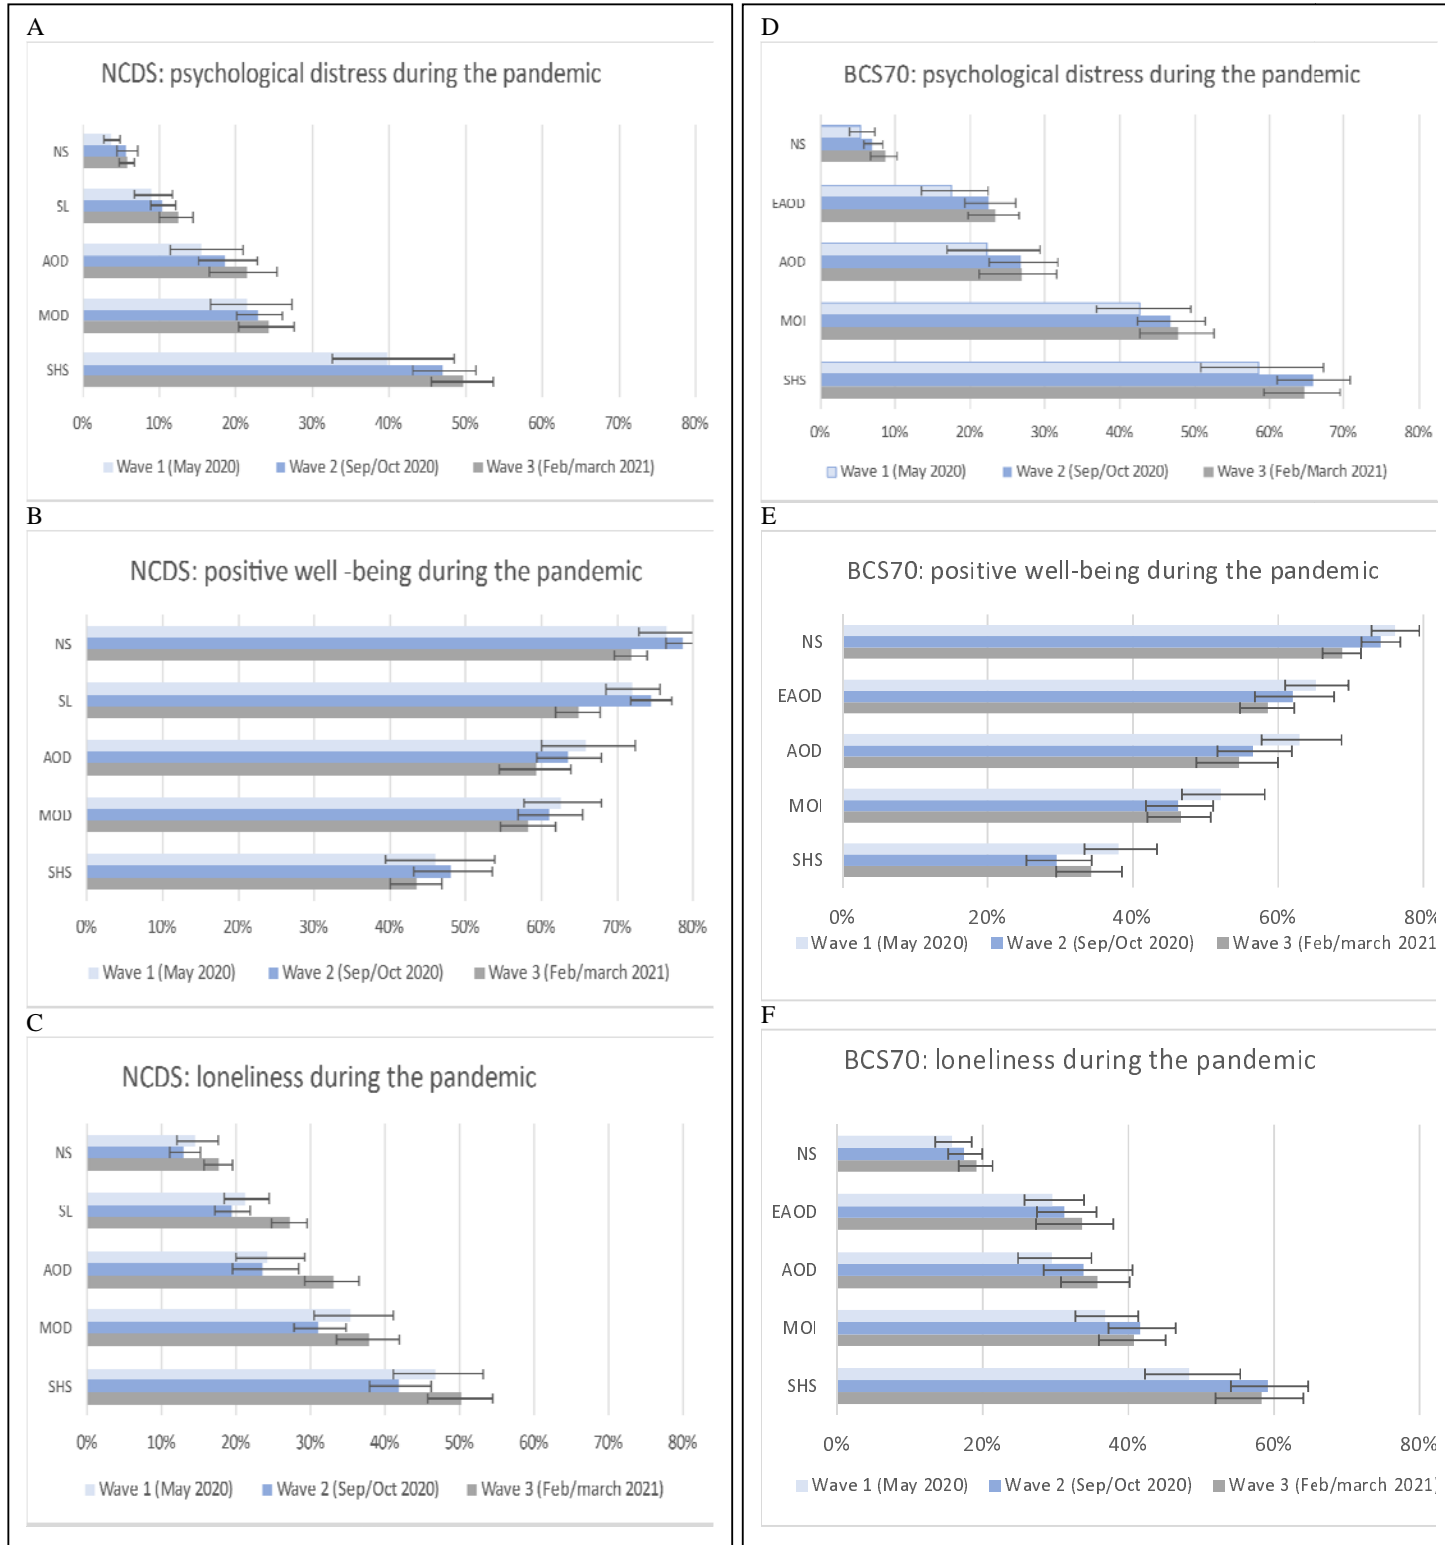 A
NCDS: psychological distress during the pandemic
NS
SL
AOD
MOD
SHS
0% 10% 20% 30% 40% 50% 60% 70% 80%
Wave 1 (May 2020) Wave 2 (Sep/Oct 2020) Wave 3 (Feb/march 2021)
B
NCDS: positive well -being during the pandemic
NS
SL
AOD
MOD
SHS
0% 10% 20% 30% 40% 50% 60% 70% 80%
Wave 1 (May 2020) Wave 2 (Sep/Oct 2020) Wave 3 (Feb/march 2021)
C
NCDS: loneliness during the pandemic
NS
SL
AOD
MOD
SHS
0% 10% 20% 30% 40% 50% 60% 70% 80%
Wave 1 (May 2020) Wave 2 (Sep/Oct 2020) Wave 3 (Feb/march 2021)
D
BCS70: psychological distress during the pandemic
NS
EAOD
AOD
MOI
SHS
0% 10% 20% 30% 40% 50% 60% 70% 80%
Wave 1 (May 2020) Wave 2 (Sep/Oct 2020) Wave 3 (Feb/March 2021)
E
BCS70: positive well-being during the pandemic
NS
EAOD
AOD
MOI
SHS
0% 20% 40% 60% 80%
Wave 1 (May 2020) Wave 2 (Sep/Oct 2020) Wave 3 (Feb/march 2021
F
BCS70: loneliness during the pandemic
NS
EAOD
AOD
MOI
SHS
0% 20% 40% 60% 80%
Wave 1 (May 2020) Wave 2 (Sep/Oct 2020) Wave 3 (Feb/march 2021)